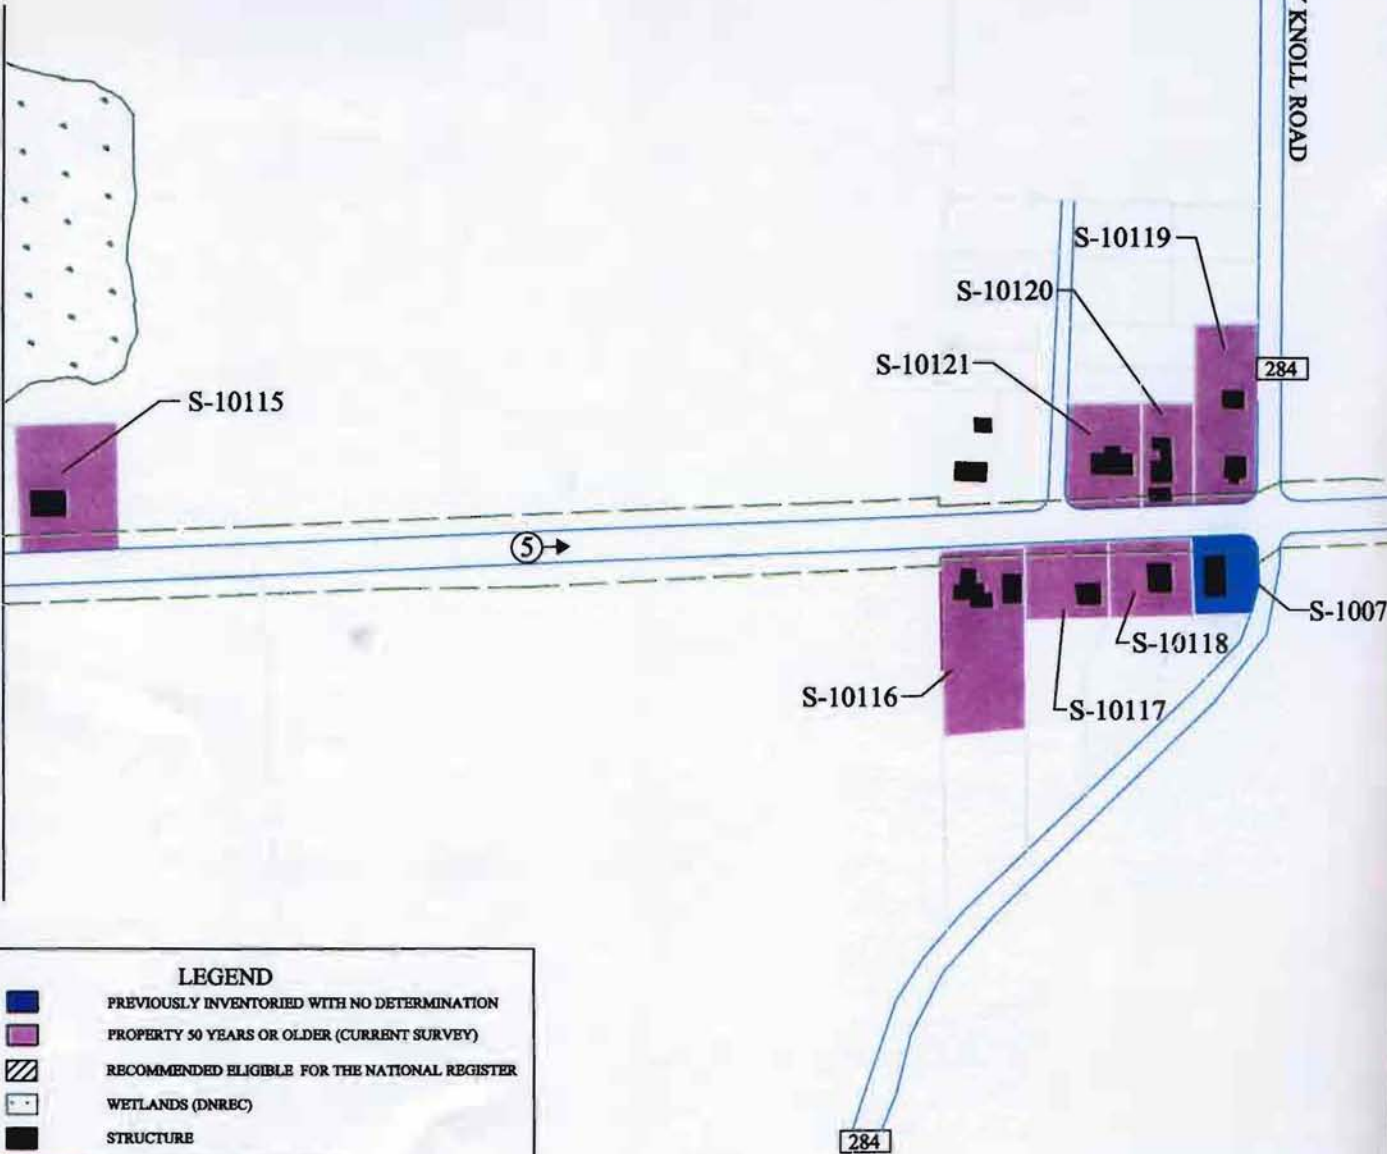 KNOLL ROAD
S-10119
S-10120
S-10121
284
S-10115
5
S-1007
S-10118
S-10116
S-10117
LEGEND
PREVIOUSLY INVENTORIED WITH NO DETERMINATION
PROPERTY 50 YEARS OR OLDER (CURRENT SURVEY)
RECOMMENDED ELIGIBLE FOR THE NATIONAL REGISTER
WETLANDS (DNREC)
STRUCTURE
284